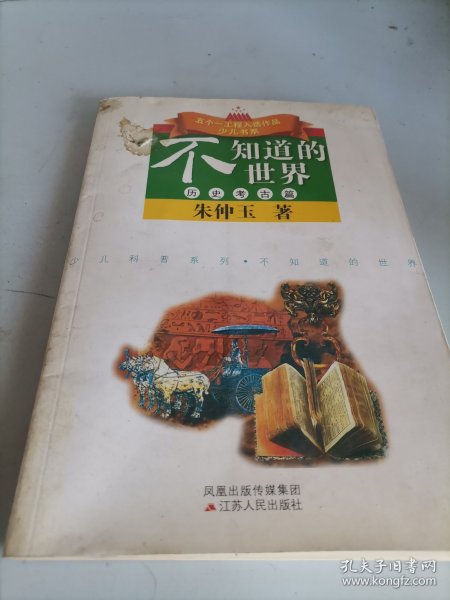 五个一工程入选作品
少儿书系
不知道的
世界
历史考古篇
朱仲玉 著
少儿科普系列·不知道的世界
凤凰出版传媒集团
江苏人民出版社
孔夫子旧书网
www.kongfz.com